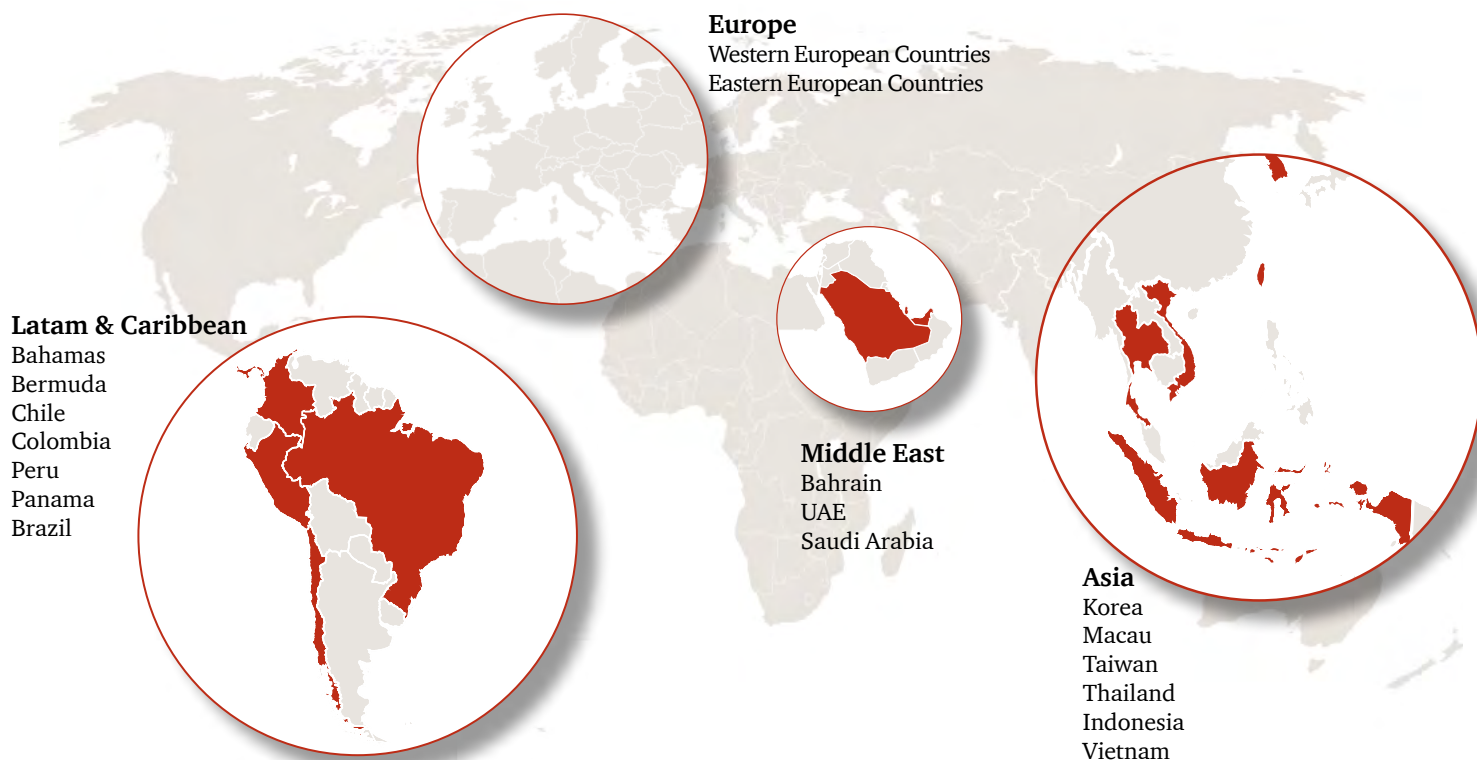 Europe
Western European Countries
Eastern European Countries
Latam & Caribbean
Bahamas
Bermuda
Chile
Colombia
Peru
Panama
Brazil
Middle East
Bahrain
UAE
Saudi Arabia
Asia
Korea
Macau
Taiwan
Thailand
Indonesia
Vietnam